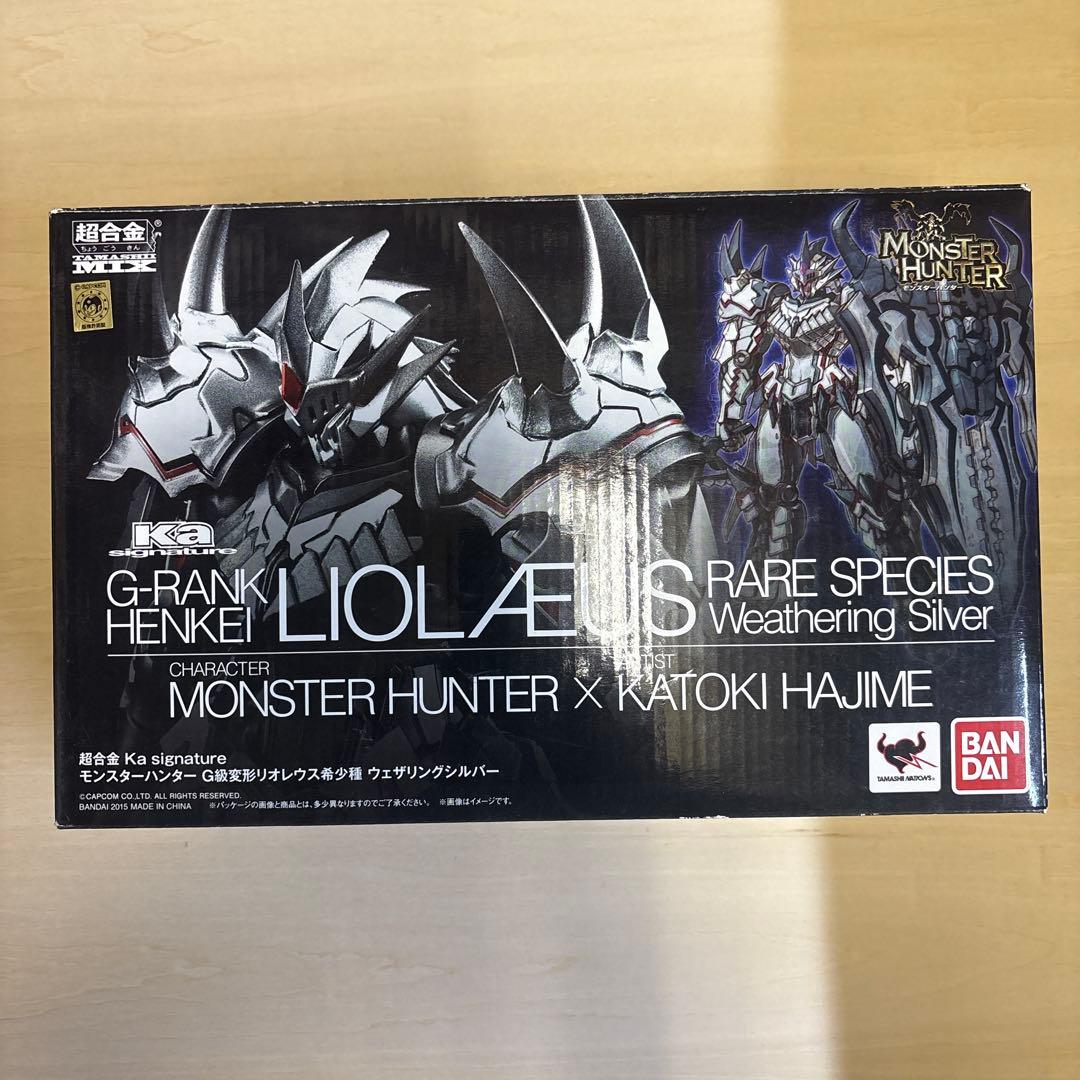 超合金®
ちょうごうきん
TAMASHII
MIX
©CAPCOM
MONSTER
HUNTER
モンスターハンター
Ka
signature
G-RANK
HENKEI
LIOLÆUS
RARE SPECIES
Weathering Silver
CHARACTER
ARTIST
MONSTER HUNTER × KATOKI HAJIME
超合金 Ka signature
モンスターハンター G級変形リオレウス希少種 ウェザリングシルバー
©CAPCOM CO.,LTD. ALL RIGHTS RESERVED.
BANDAI 2015 MADE IN CHINA ※パッケージの画像と商品とは、多少異なりますのでご了承ください。 ※画像はイメージです。
TAMASHII NATIONS®
BAN
DAI